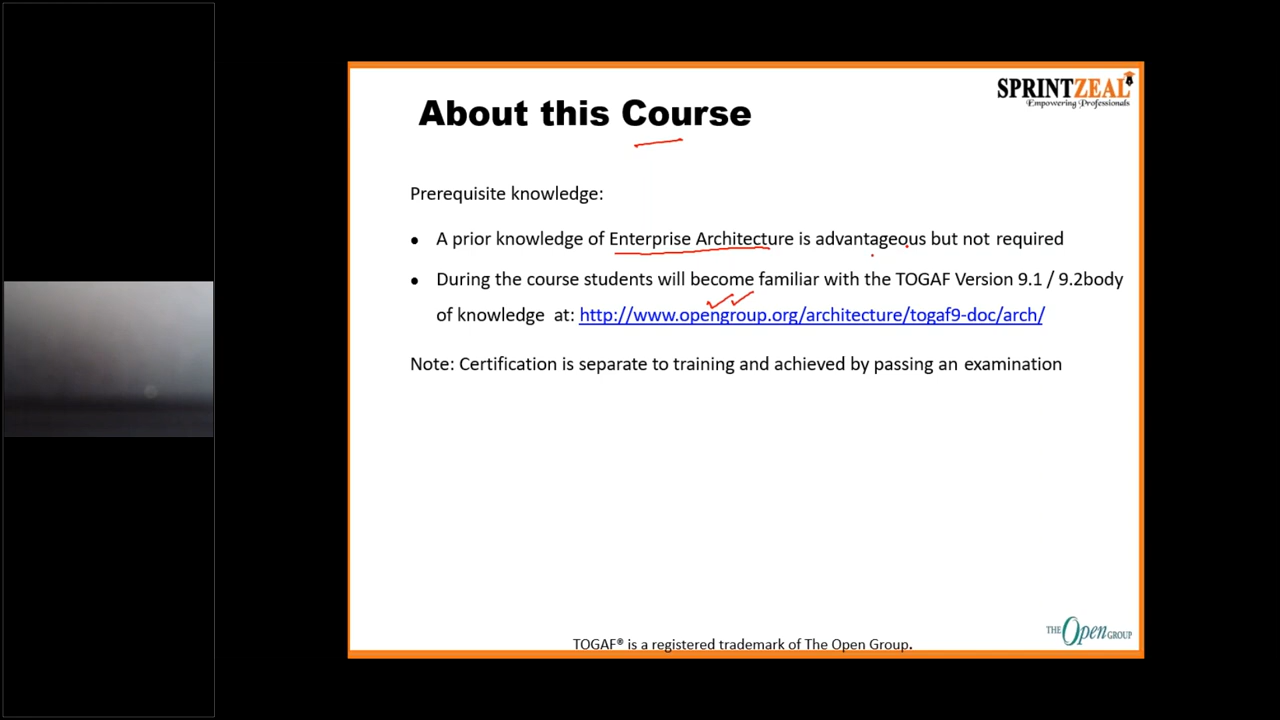 SPRINTZEAL
Empowering Professionals
About this Course
Prerequisite knowledge:
• A prior knowledge of Enterprise Architecture is advantageous but not required
• During the course students will become familiar with the TOGAF Version 9.1 / 9.2body
of knowledge at: http://www.opengroup.org/architecture/togaf9-doc/arch/
Note: Certification is separate to training and achieved by passing an examination
THE Open GROUP
TOGAF® is a registered trademark of The Open Group.